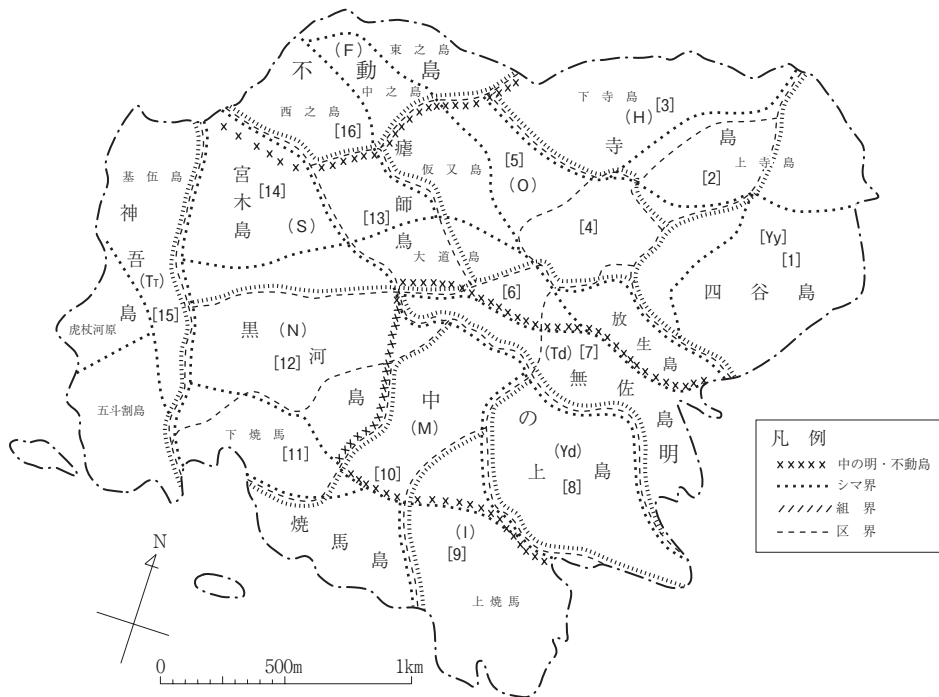 東之島
(F)
不動島
中之島
西之島
[16]
下寺島
[3]
(H)
寺島
上寺島
[2]
瘧師島
仮又島
[5]
(O)
基伍島
宮木島
[14]
(S)
[13]
[4]
大道島
[Yy]
[1]
四谷島
神吾島
(TT)
[15]
虎杖河原
五斗割島
[6]
放生島
黒河島
(N)
[12]
(Td)
[7]
無佐島
中の明
(M)
(Yd)
上島
[8]
下焼馬
[11]
[10]
焼馬島
(I)
[9]
上焼馬
凡例
中の明・不動島
シマ界
組界
区界
N
0 500m 1km